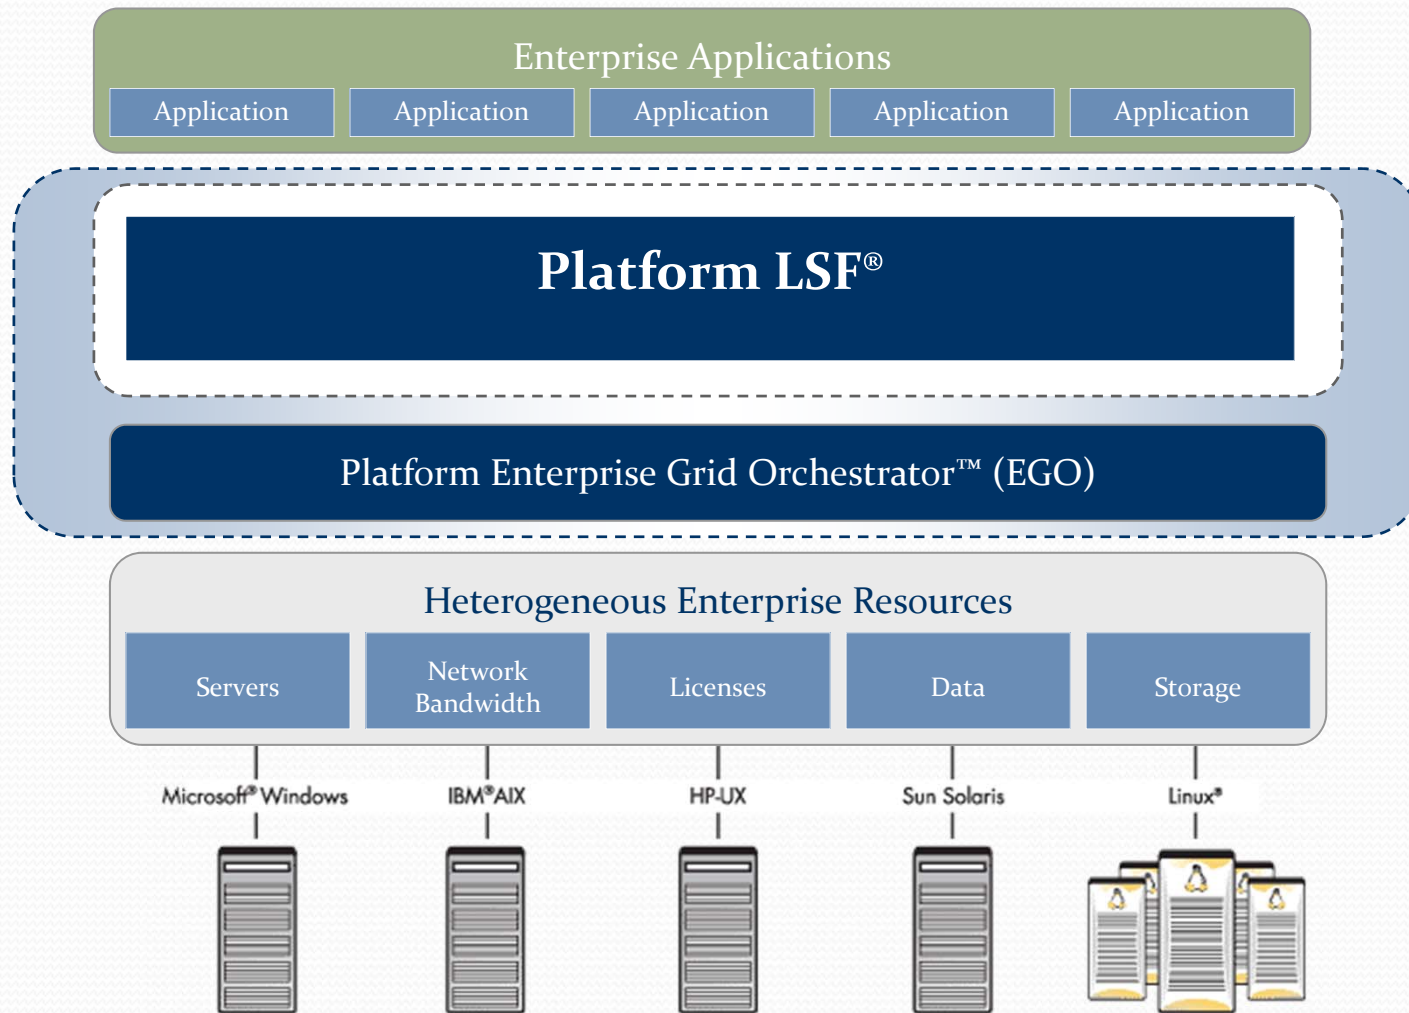 Enterprise Applications
Application Application Application Application Application
Platform LSF®
Platform Enterprise Grid Orchestrator™ (EGO)
Heterogeneous Enterprise Resources
Servers
Network
Bandwidth
Licenses
Data
Storage
Microsoft® Windows IBM®AIX HP-UX Sun Solaris Linux®